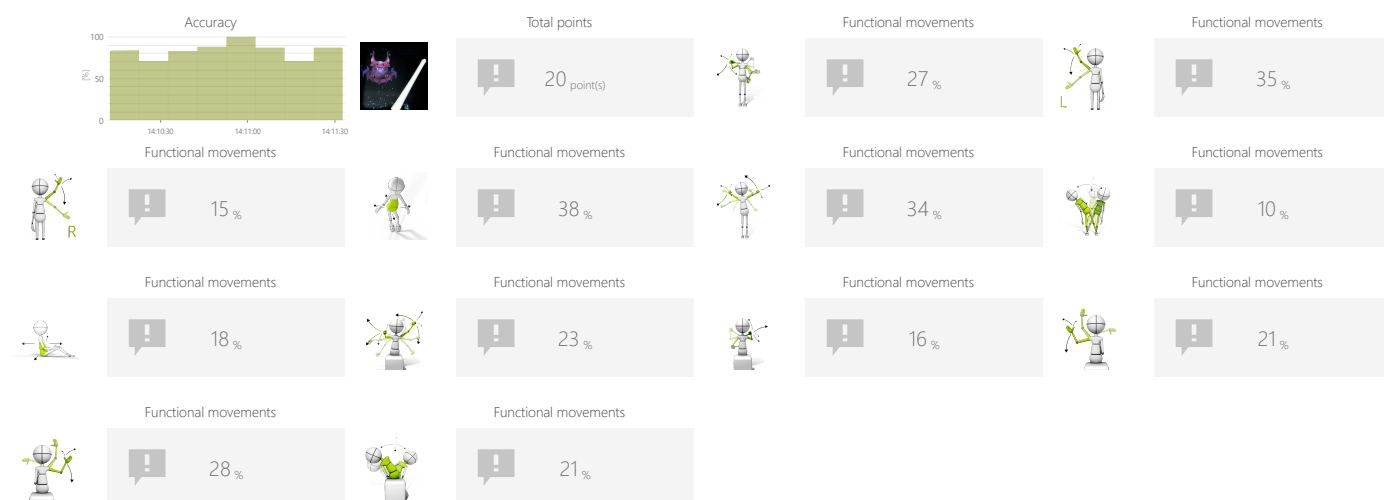 Accuracy
Total points
Functional movements
Functional movements
100
[%]
50
0
14:10:30
14:11:00
14:11:30
20 point(s)
27 %
L
35 %
Functional movements
Functional movements
Functional movements
Functional movements
R
15 %
38 %
34 %
10 %
Functional movements
Functional movements
Functional movements
Functional movements
18 %
23 %
16 %
21 %
Functional movements
Functional movements
28 %
21 %